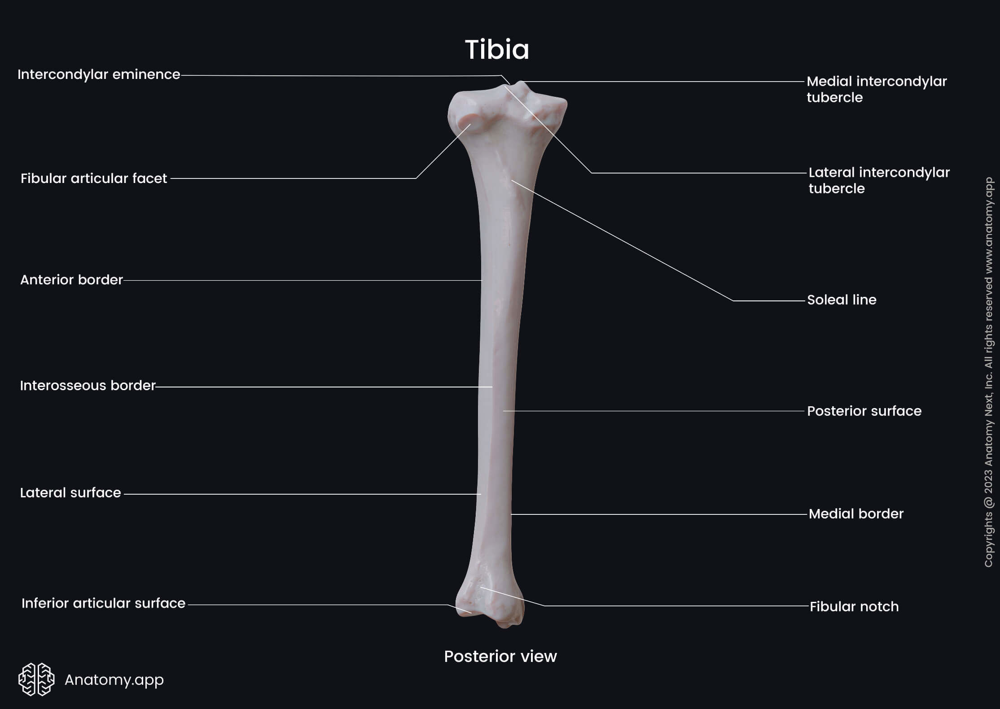 Tibia
Intercondylar eminence
Medial intercondylar
tubercle
Fibular articular facet
Lateral intercondylar
tubercle
Anterior border
Soleal line
Interosseous border
Posterior surface
Lateral surface
Medial border
Inferior articular surface
Fibular notch
Posterior view
Anatomy.app
Copyrights @ 2023 Anatomy Next, Inc. All rights reserved www.anatomy.app